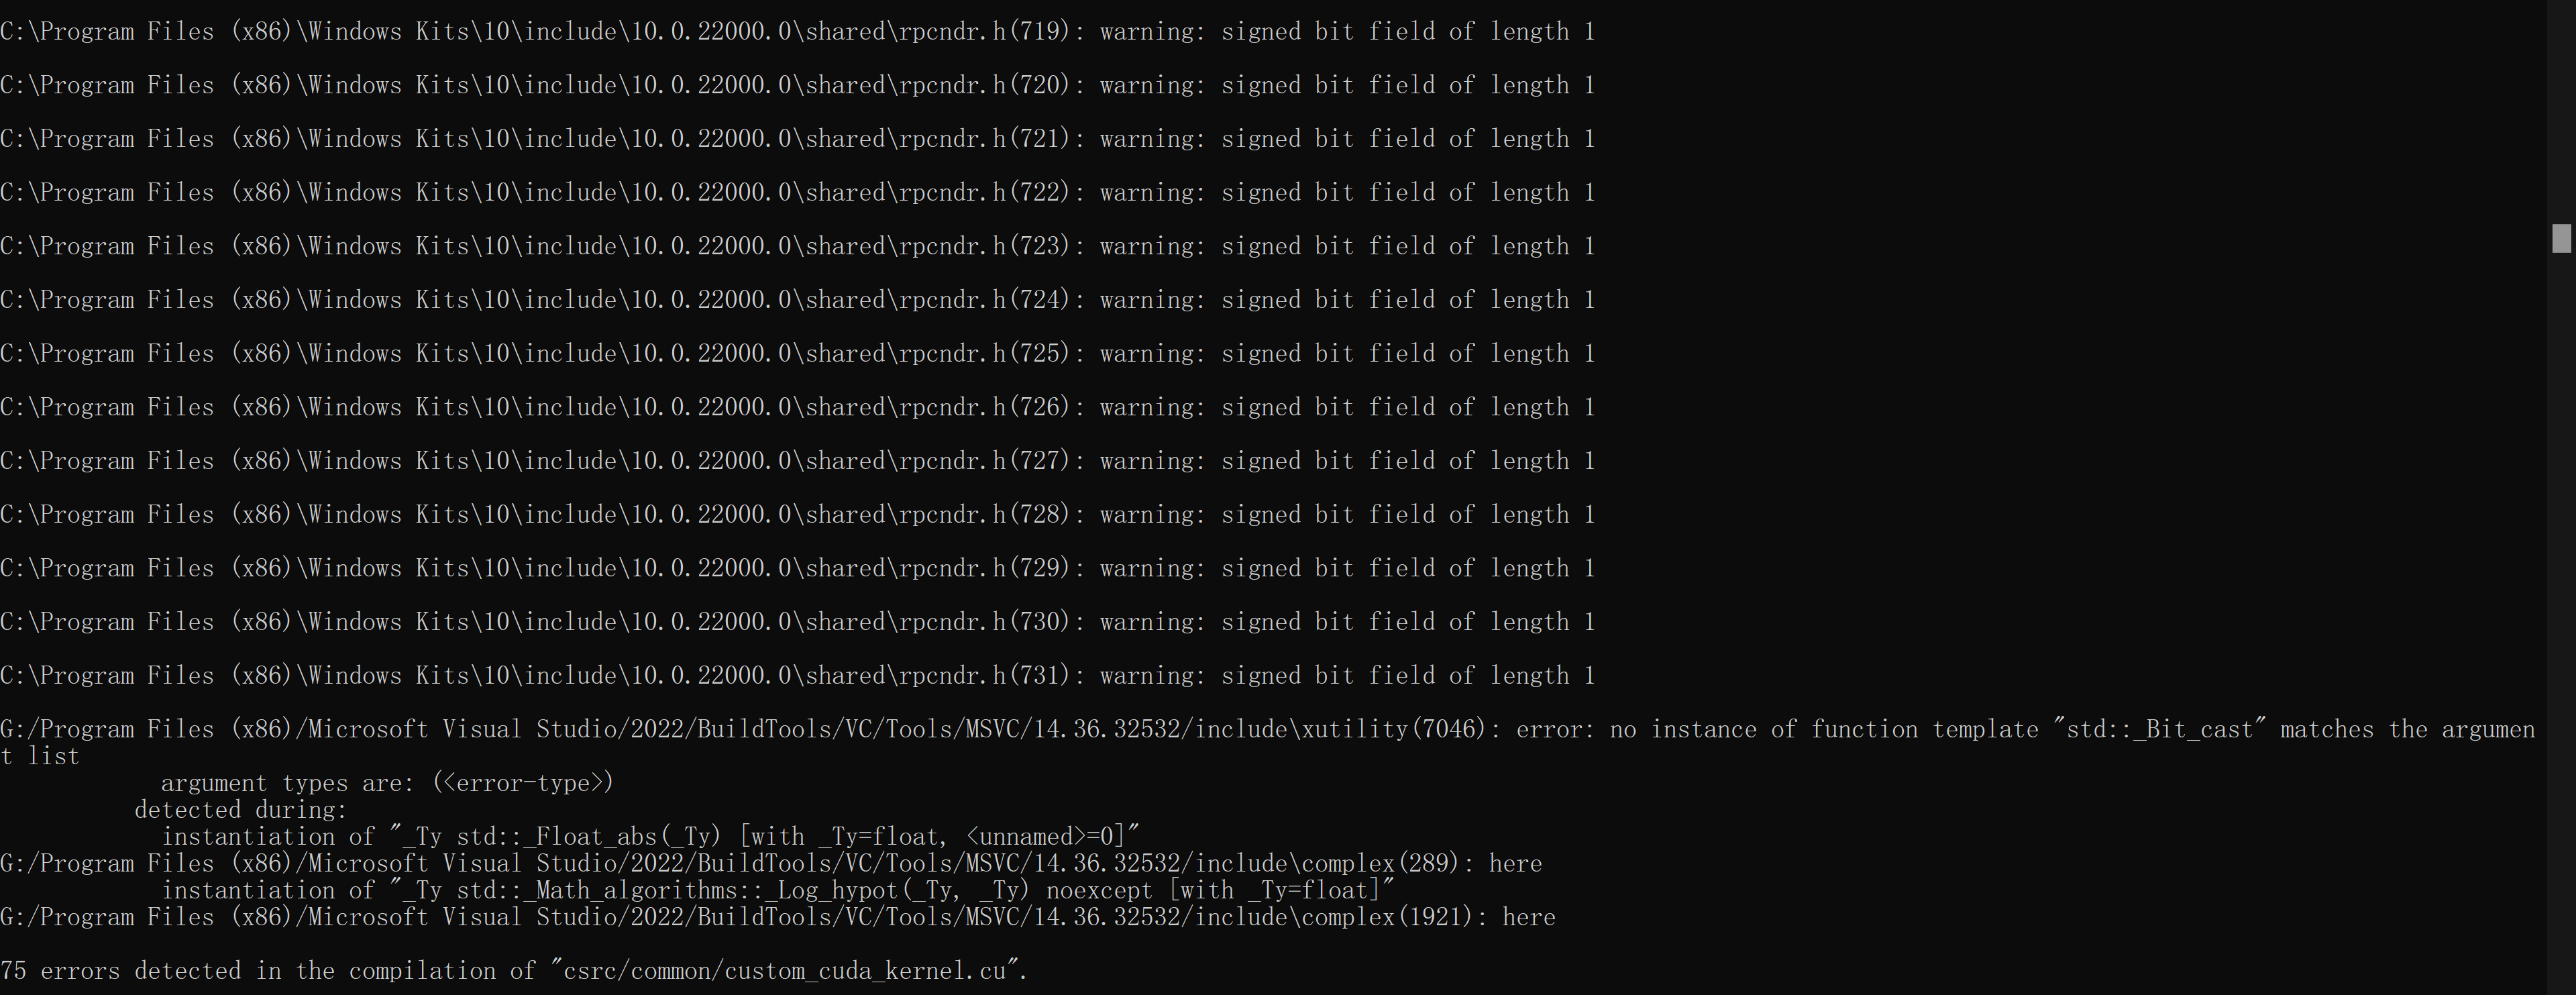 C:\Program Files (x86)\Windows Kits\10\include\10.0.22000.0\shared\rpcndr.h(719): warning: signed bit field of length 1
C:\Program Files (x86)\Windows Kits\10\include\10.0.22000.0\shared\rpcndr.h(720): warning: signed bit field of length 1
C:\Program Files (x86)\Windows Kits\10\include\10.0.22000.0\shared\rpcndr.h(721): warning: signed bit field of length 1
C:\Program Files (x86)\Windows Kits\10\include\10.0.22000.0\shared\rpcndr.h(722): warning: signed bit field of length 1
C:\Program Files (x86)\Windows Kits\10\include\10.0.22000.0\shared\rpcndr.h(723): warning: signed bit field of length 1
C:\Program Files (x86)\Windows Kits\10\include\10.0.22000.0\shared\rpcndr.h(724): warning: signed bit field of length 1
C:\Program Files (x86)\Windows Kits\10\include\10.0.22000.0\shared\rpcndr.h(725): warning: signed bit field of length 1
C:\Program Files (x86)\Windows Kits\10\include\10.0.22000.0\shared\rpcndr.h(726): warning: signed bit field of length 1
C:\Program Files (x86)\Windows Kits\10\include\10.0.22000.0\shared\rpcndr.h(727): warning: signed bit field of length 1
C:\Program Files (x86)\Windows Kits\10\include\10.0.22000.0\shared\rpcndr.h(728): warning: signed bit field of length 1
C:\Program Files (x86)\Windows Kits\10\include\10.0.22000.0\shared\rpcndr.h(729): warning: signed bit field of length 1
C:\Program Files (x86)\Windows Kits\10\include\10.0.22000.0\shared\rpcndr.h(730): warning: signed bit field of length 1
C:\Program Files (x86)\Windows Kits\10\include\10.0.22000.0\shared\rpcndr.h(731): warning: signed bit field of length 1
G:/Program Files (x86)/Microsoft Visual Studio/2022/BuildTools/VC/Tools/MSVC/14.36.32532/include\xutility(7046): error: no instance of function template "std::_Bit_cast" matches the argumen
t list
argument types are: (<error-type>)
detected during:
instantiation of "_Ty std::_Float_abs(_Ty) [with _Ty=float, <unnamed>=0]"
G:/Program Files (x86)/Microsoft Visual Studio/2022/BuildTools/VC/Tools/MSVC/14.36.32532/include\complex(289): here
instantiation of "_Ty std::_Math_algorithms::_Log_hypot(_Ty, _Ty) noexcept [with _Ty=float]"
G:/Program Files (x86)/Microsoft Visual Studio/2022/BuildTools/VC/Tools/MSVC/14.36.32532/include\complex(1921): here
75 errors detected in the compilation of "csrc/common/custom_cuda_kernel.cu".